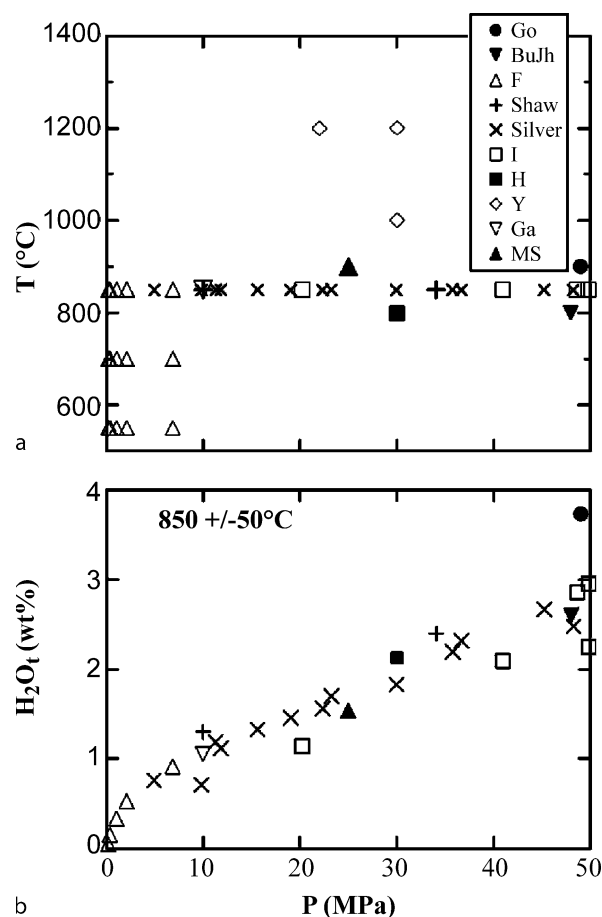 1400
1200
1000
800
600
T (°C)
Go
BuJh
F
Shaw
Silver
I
H
Y
Ga
MS
a
4
3
2
1
0
850 +/-50°C
H₂Oₜ (wt%)
0 10 20 30 40 50
P (MPa)
b